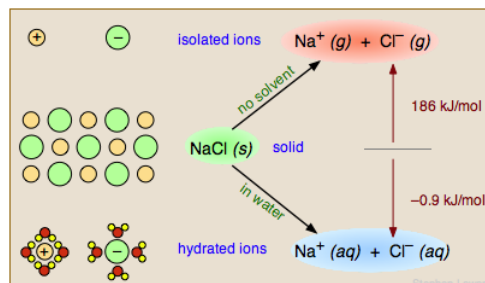 isolated ions
Na⁺ (g) + Cl⁻ (g)
+
−
no solvent
186 kJ/mol
NaCl (s)
solid
in water
−0.9 kJ/mol
+
−
hydrated ions
Na⁺ (aq) + Cl⁻ (aq)